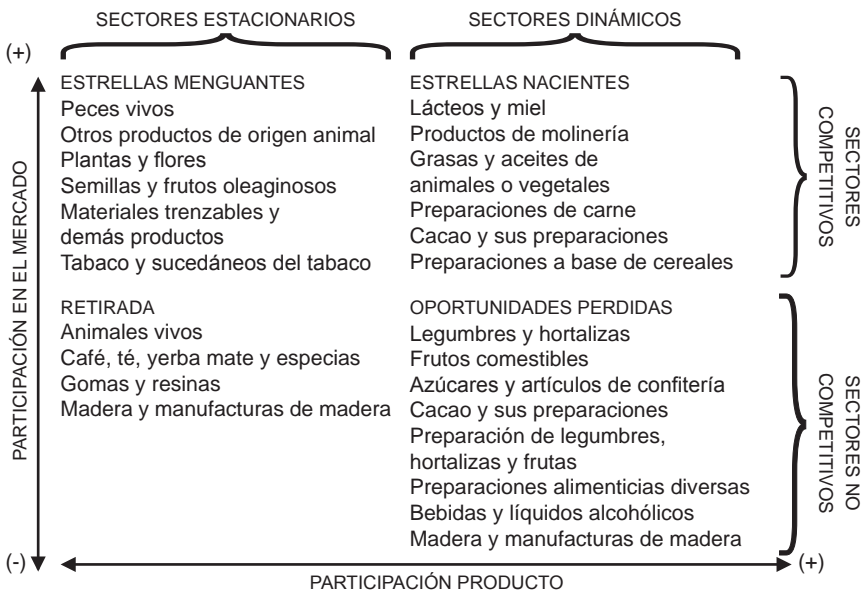 SECTORES ESTACIONARIOS
SECTORES DINÁMICOS
(+)
ESTRELLAS MENGUANTES
Peces vivos
Otros productos de origen animal
Plantas y flores
Semillas y frutos oleaginosos
Materiales trenzables y
demás productos
Tabaco y sucedáneos del tabaco
ESTRELLAS NACIENTES
Lácteos y miel
Productos de molinería
Grasas y aceites de
animales o vegetales
Preparaciones de carne
Cacao y sus preparaciones
Preparaciones a base de cereales
SECTORES
COMPETITIVOS
PARTICIPACIÓN EN EL MERCADO
RETIRADA
Animales vivos
Café, té, yerba mate y especias
Gomas y resinas
Madera y manufacturas de madera
OPORTUNIDADES PERDIDAS
Legumbres y hortalizas
Frutos comestibles
Azúcares y artículos de confitería
Cacao y sus preparaciones
Preparación de legumbres,
hortalizas y frutas
Preparaciones alimenticias diversas
Bebidas y líquidos alcohólicos
Madera y manufacturas de madera
SECTORES NO
COMPETITIVOS
(-)
(+)
PARTICIPACIÓN PRODUCTO